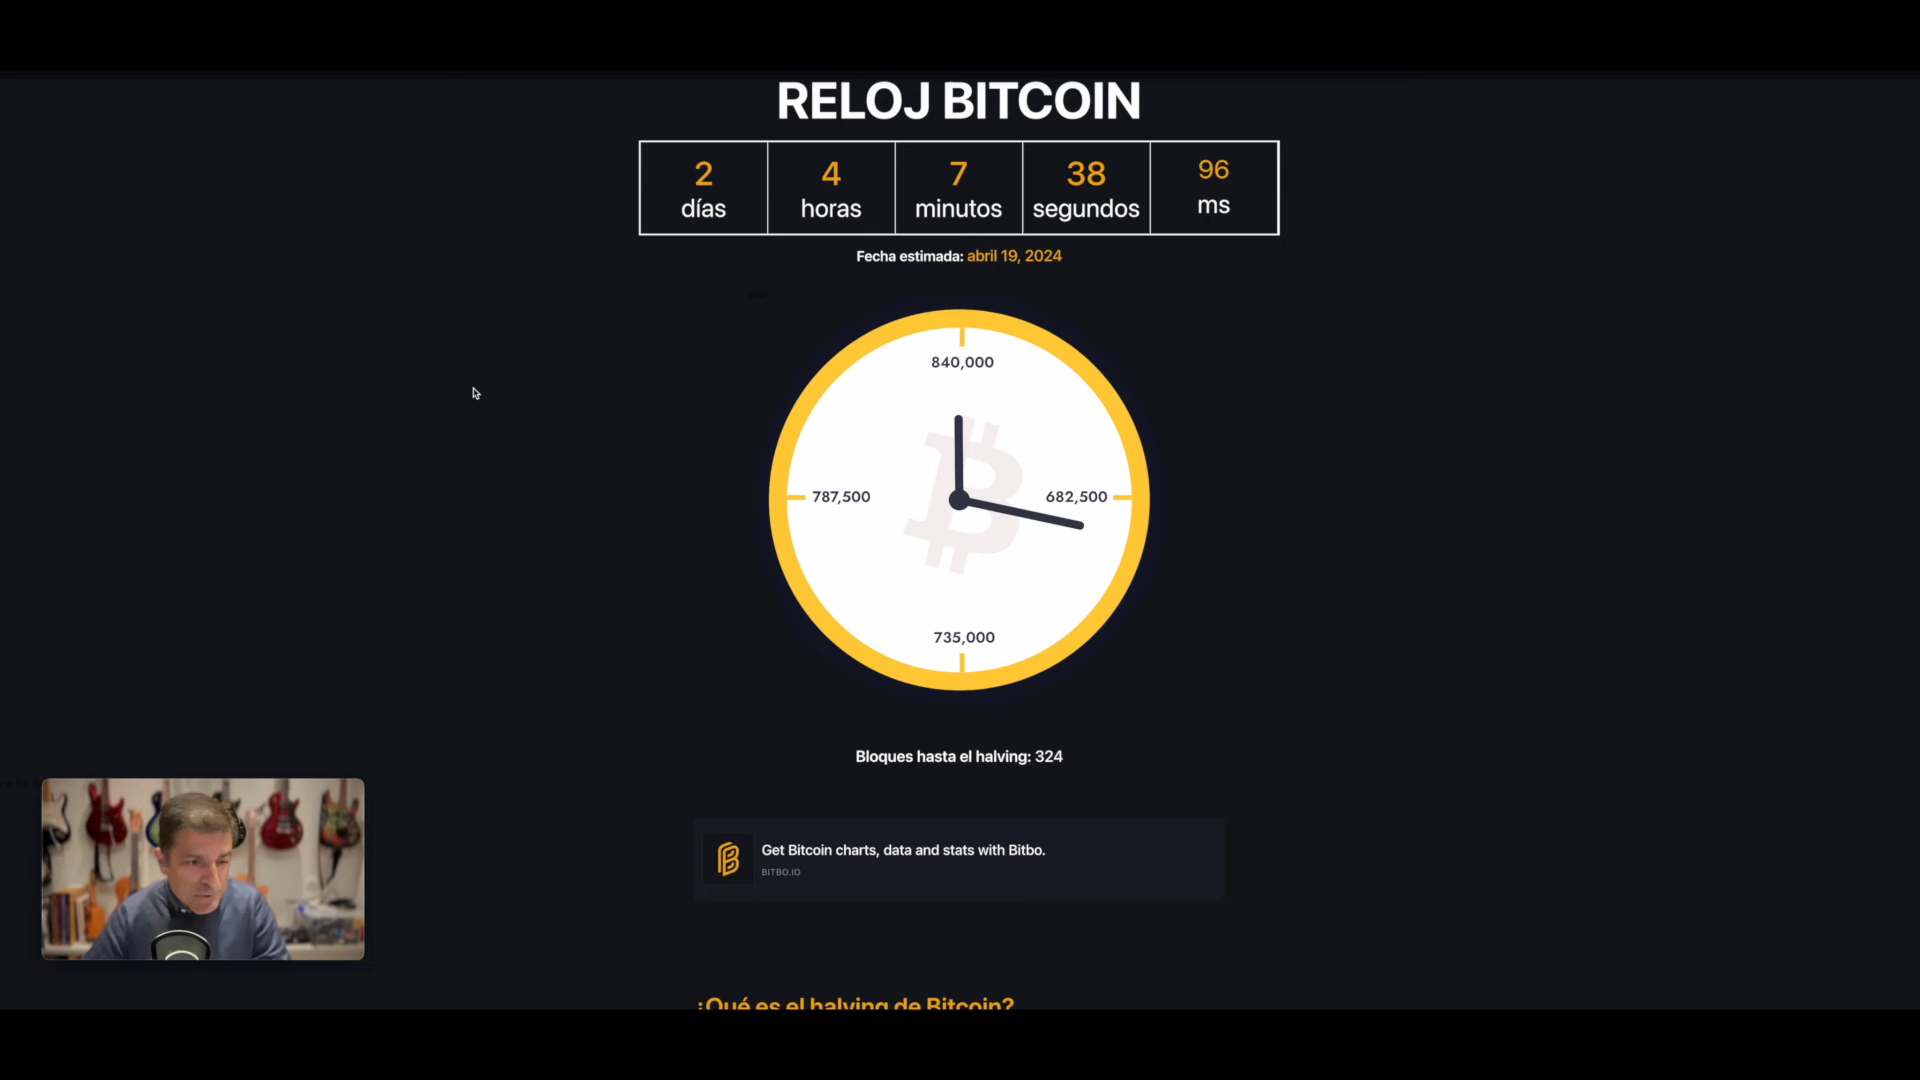 RELOJ BITCOIN
2 4 7 38 96
días horas minutos segundos ms
Fecha estimada: abril 19, 2024
840,000
787,500 682,500
735,000
Bloques hasta el halving: 324
Get Bitcoin charts, data and stats with Bitbo.
BITBO.IO
¿Qué es el halving de Bitcoin?